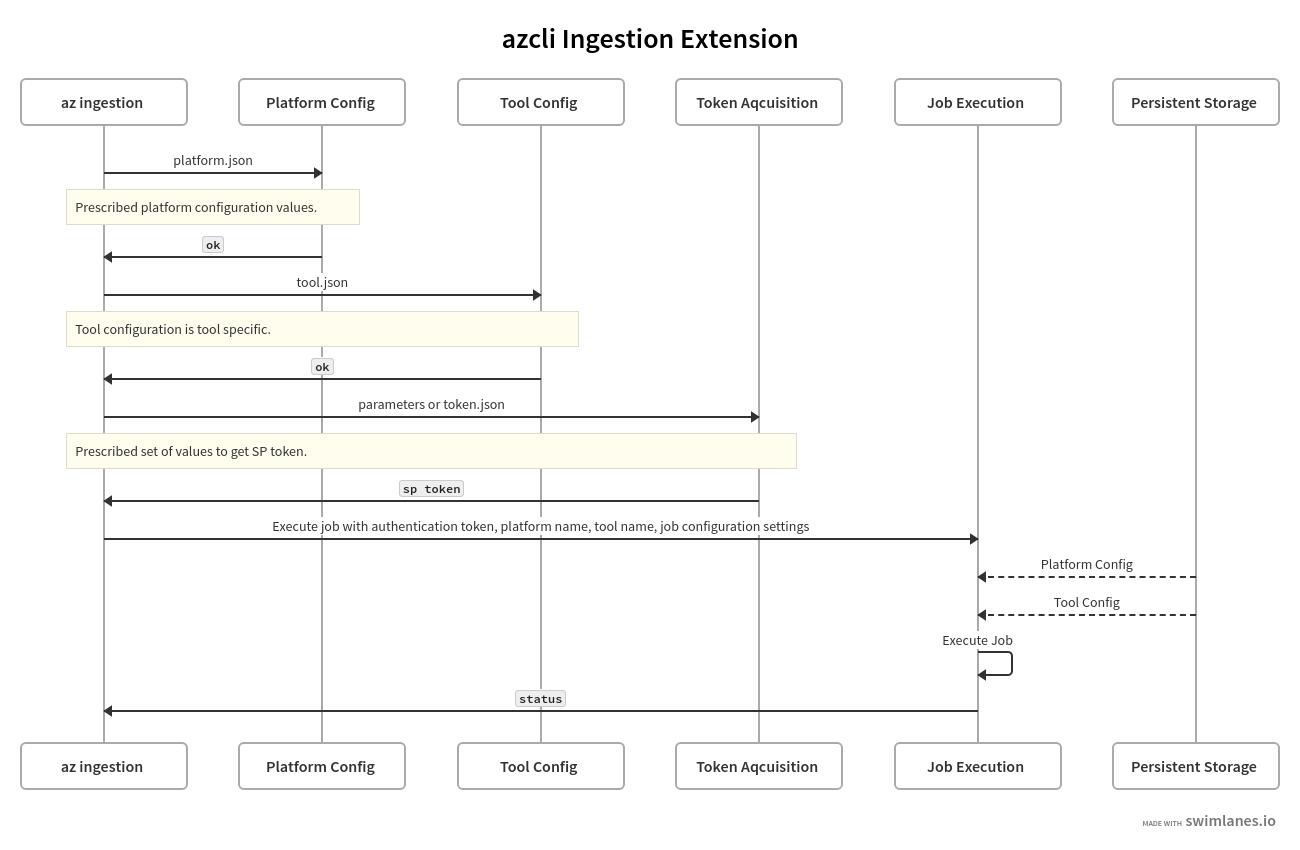 azcli Ingestion Extension
az ingestion
Platform Config
Tool Config
Token Aqcuisition
Job Execution
Persistent Storage
platform.json
Prescribed platform configuration values.
ok
tool.json
Tool configuration is tool specific.
ok
parameters or token.json
Prescribed set of values to get SP token.
sp token
Execute job with authentication token, platform name, tool name, job configuration settings
Platform Config
Tool Config
Execute Job
status
az ingestion
Platform Config
Tool Config
Token Aqcuisition
Job Execution
Persistent Storage
MADE WITH swimlanes.io